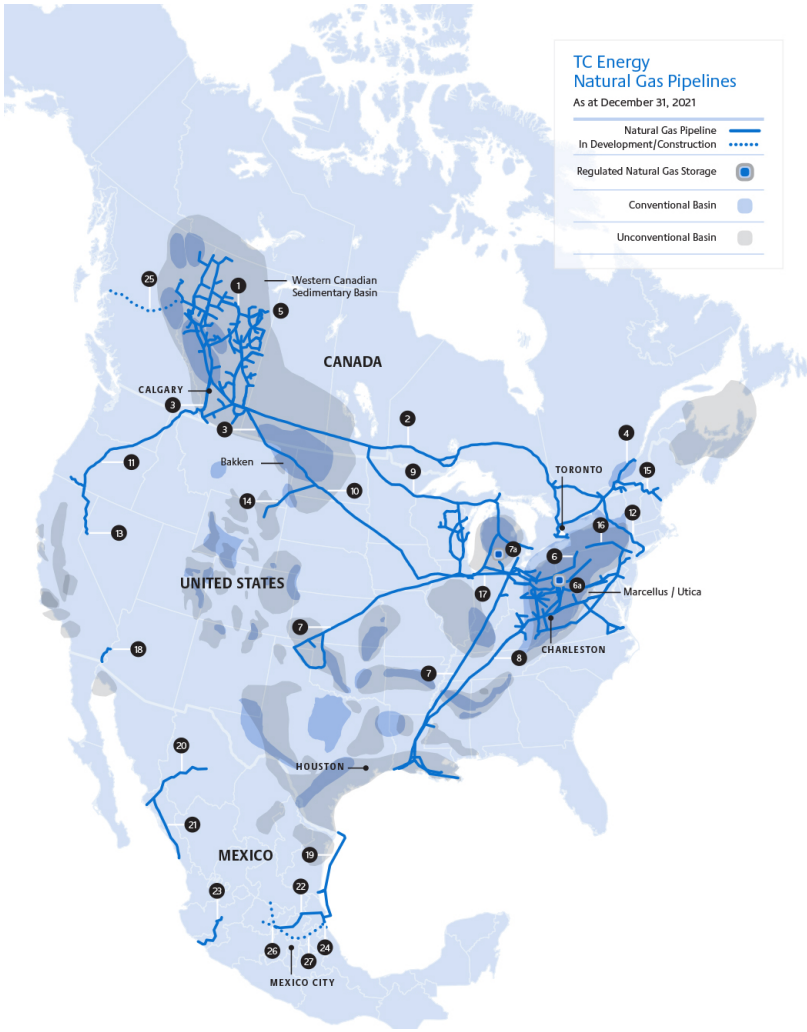 TC Energy
Natural Gas Pipelines
As at December 31, 2021
Natural Gas Pipeline
In Development/Construction
Regulated Natural Gas Storage
Conventional Basin
Unconventional Basin
25
1
Western Canadian
Sedimentary Basin
5
CANADA
CALGARY
3
2
3
4
11
Bakken
9
TORONTO
15
10
14
12
16
13
7a
6
UNITED STATES
6a
17
Marcellus / Utica
7
18
CHARLESTON
8
7
20
HOUSTON
21
MEXICO
19
23
22
26
24
27
MEXICO CITY